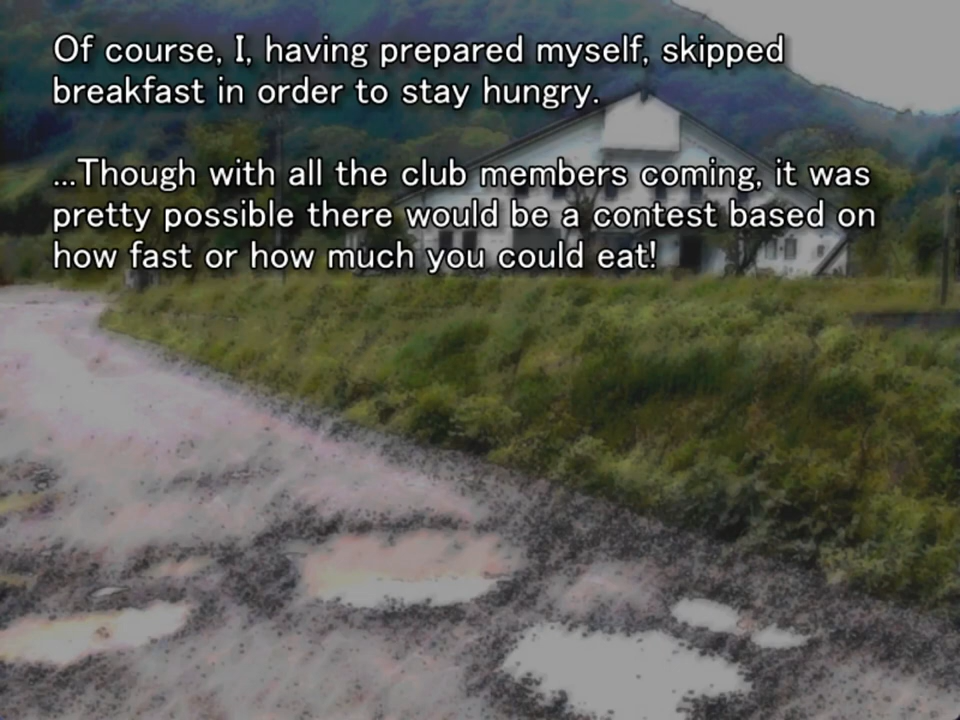 Of course, I, having prepared myself, skipped
breakfast in order to stay hungry.
...Though with all the club members coming, it was
pretty possible there would be a contest based on
how fast or how much you could eat!